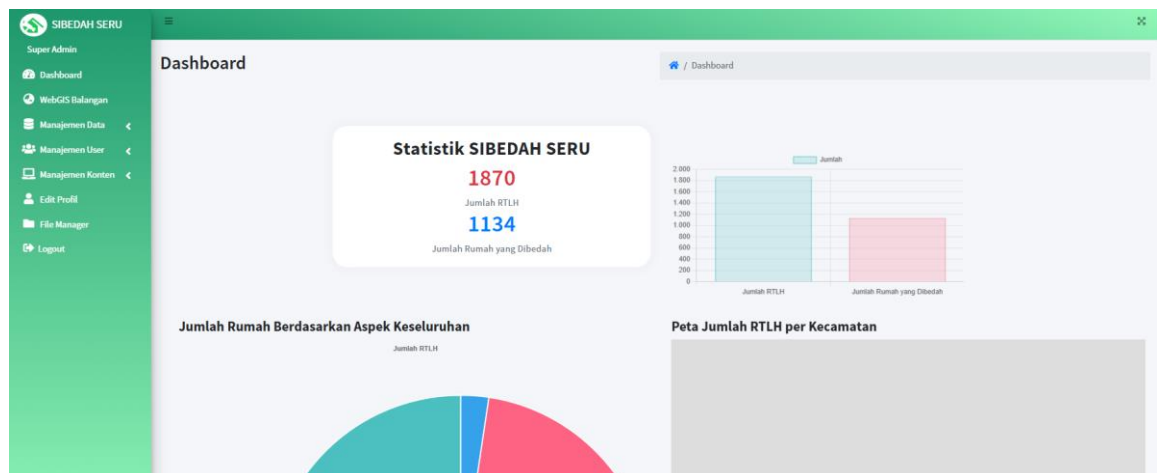 SIBEDAH SERU
Super Admin
Dashboard
WebGIS Balangan
Manajemen Data
Manajemen User
Manajemen Konten
Edit Profil
File Manager
Logout
Dashboard
/ Dashboard
Statistik SIBEDAH SERU
1870
Jumlah RTLH
1134
Jumlah Rumah yang Dibedah
Jumlah
2.000
1.800
1.600
1.400
1.200
1.000
800
600
400
200
0
Jumlah RTLH
Jumlah Rumah yang Dibedah
Jumlah Rumah Berdasarkan Aspek Keseluruhan
Jumlah RTLH
Peta Jumlah RTLH per Kecamatan